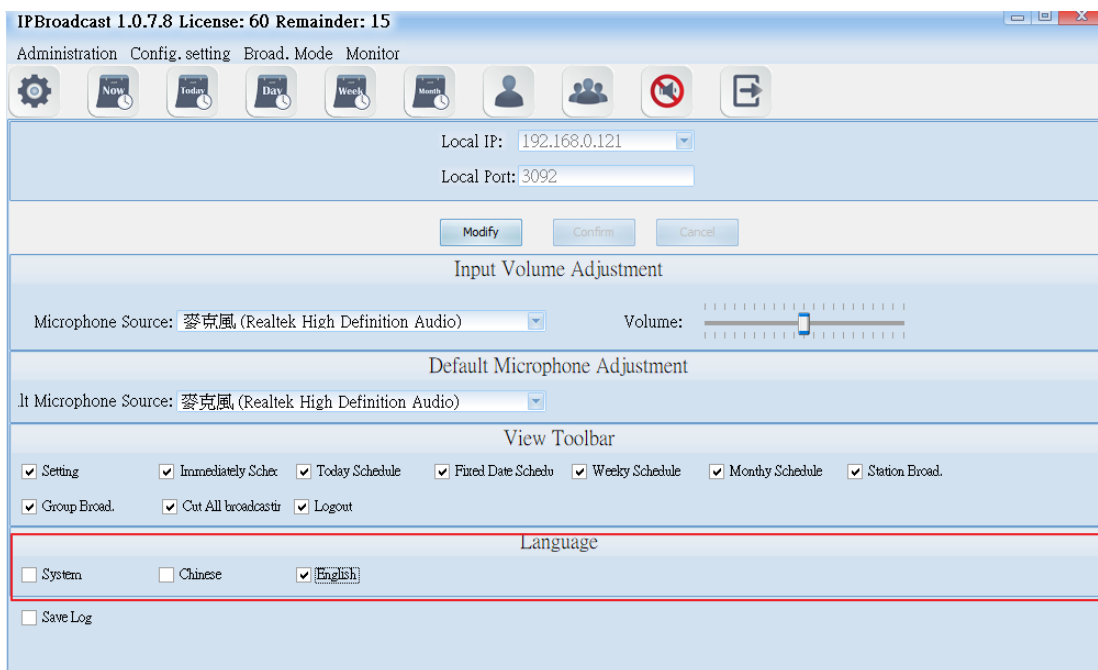 IPBroadcast 1.0.7.8 License: 60 Remainder: 15
Administration Config. setting Broad. Mode Monitor
Now Today Day Week Month
Local IP: 192.168.0.121
Local Port: 3092
Modify Confirm Cancel
Input Volume Adjustment
Microphone Source: 麥克風 (Realtek High Definition Audio) Volume:
Default Microphone Adjustment
lt Microphone Source: 麥克風 (Realtek High Definition Audio)
View Toolbar
Setting Immediately Schec Today Schedule Fixed Date Schedu Weeky Schedule Monthy Schedule Station Broad.
Group Broad. Cut All broadcastir Logout
Language
System Chinese English
Save Log